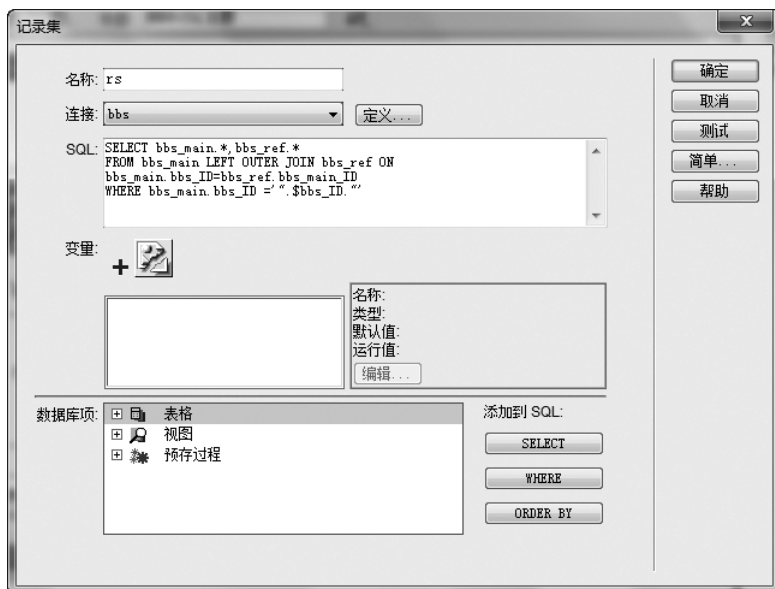 记录集
X
名称: rs
连接: bbs 定义...
SQL: SELECT bbs_main.*,bbs_ref.*
FROM bbs_main LEFT OUTER JOIN bbs_ref ON
bbs_main.bbs_ID=bbs_ref.bbs_main_ID
WHERE bbs_main.bbs_ID ='“.$bbs_ID.“'
变量: +
名称:
类型:
默认值:
运行值:
编辑...
数据库项: 表格
视图
预存过程
添加到 SQL:
SELECT
WHERE
ORDER BY
确定
取消
测试
简单...
帮助